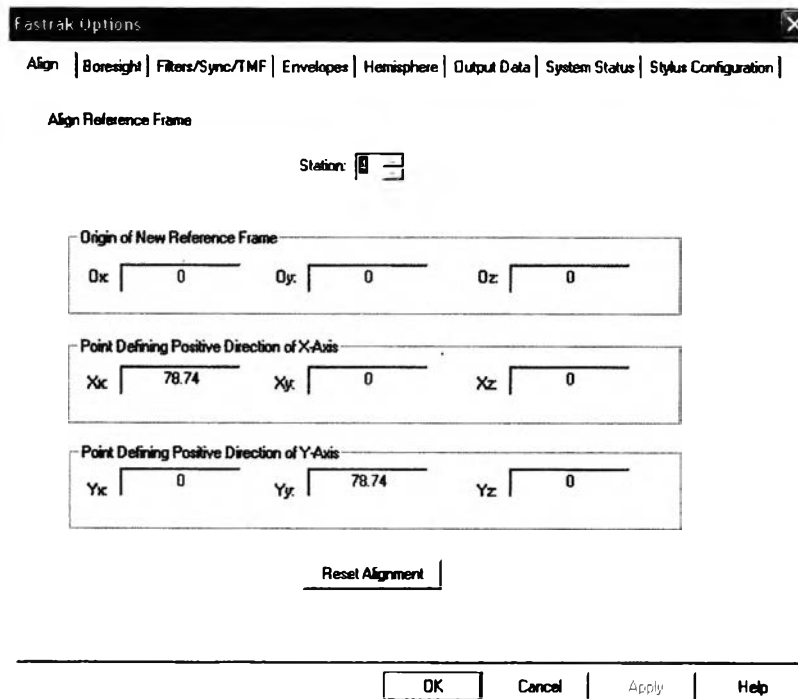 Fastrak Options
Align Boresight Filters/Sync/TMF Envelopes Hemisphere Output Data System Status Stylus Configuration
Align Reference Frame
Station:
Origin of New Reference Frame
Ox: 0 Oy: 0 Oz: 0
Point Defining Positive Direction of X-Axis
Xx: 78.74 Xy: 0 Xz: 0
Point Defining Positive Direction of Y-Axis
Yx: 0 Yy: 78.74 Yz: 0
Reset Alignment
OK Cancel Apply Help